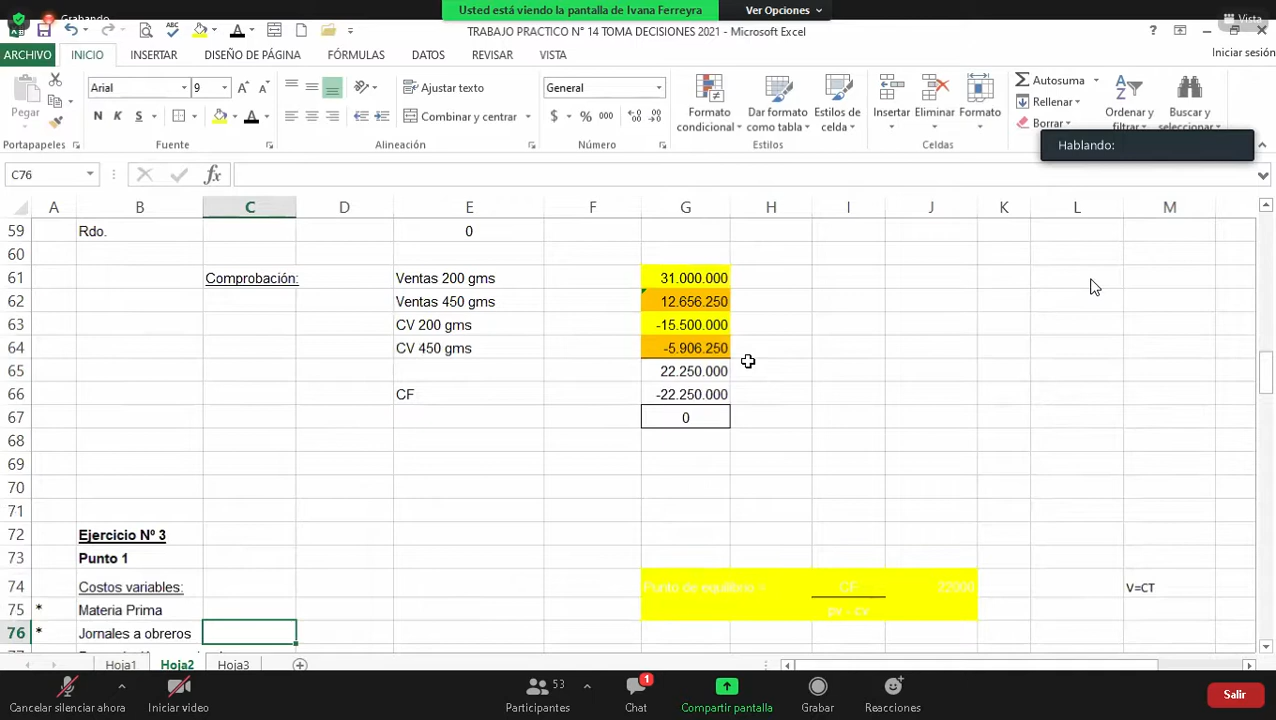 Grabando
Usted está viendo la pantalla de Ivana Ferreyra
Ver Opciones
Vista
TRABAJO PRACTICO N° 14 TOMA DECISIONES 2021 - Microsoft Excel
ARCHIVO INICIO INSERTAR DISEÑO DE PÁGINA FÓRMULAS DATOS REVISAR VISTA
Iniciar sesión
Pegar
Arial 9
N K S
Ajustar texto
Combinar y centrar
General
$ % 000
Formato condicional
Dar formato como tabla
Estilos de celda
Insertar
Eliminar
Formato
Autosuma
Rellenar
Borrar
Ordenar y filtrar
Buscar y seleccionar
Portapapeles Fuente Alineación Número Estilos Celdas
Hablando:
C76
fx
A B C D E F G H I J K L M
59 Rdo. 0
60
61 Comprobación: Ventas 200 gms 31.000.000
62 Ventas 450 gms 12.656.250
63 CV 200 gms -15.500.000
64 CV 450 gms -5.906.250
65 22.250.000
66 CF -22.250.000
67 0
68
69
70
71
72 Ejercicio Nº 3
73 Punto 1
74 Costos variables: Punto de equilibrio = CF 22000 V=CT
75 * Materia Prima pv - cv
76 * Jornales a obreros
Hoja1 Hoja2 Hoja3
Cancelar silenciar ahora
Iniciar video
53
Participantes
1
Chat
Compartir pantalla
Grabar
Reacciones
Salir